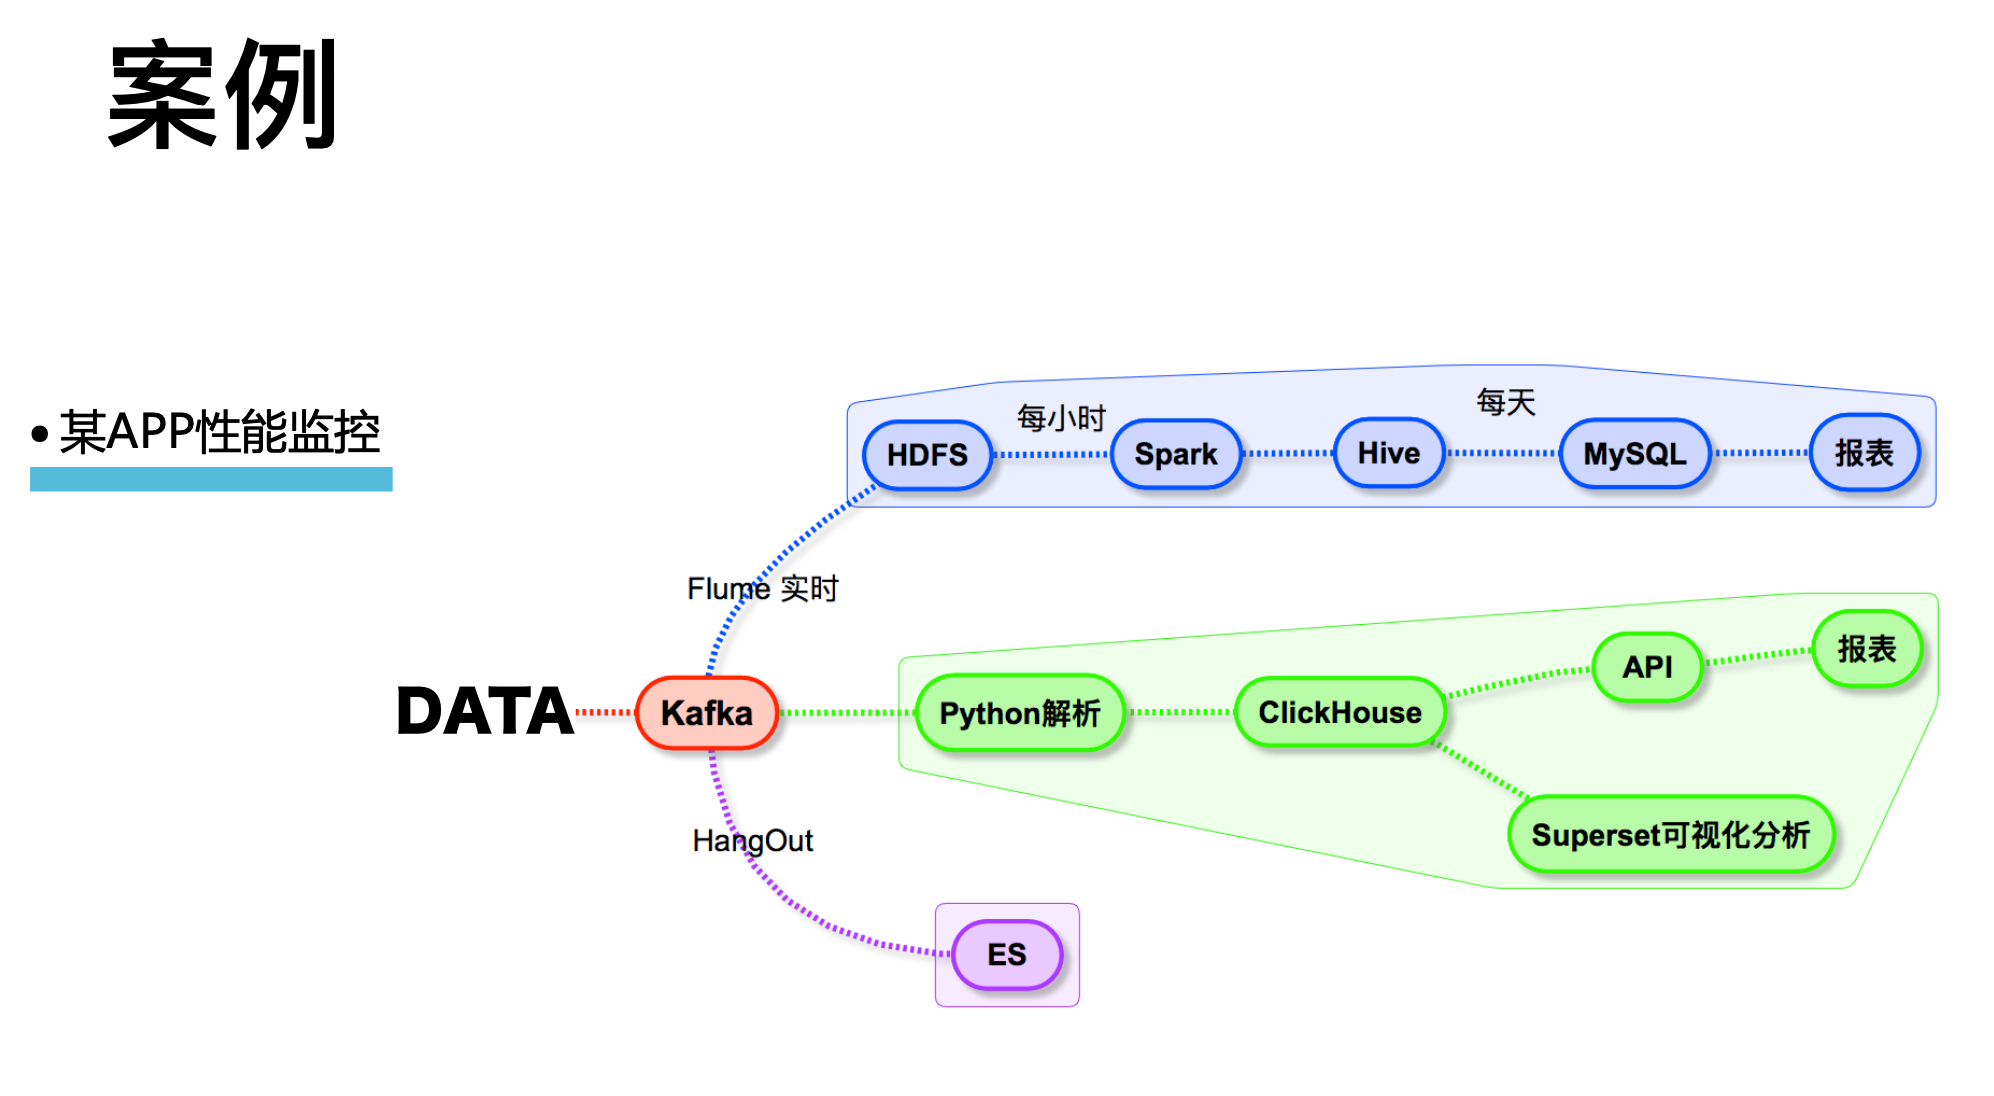 案例
• 某APP性能监控
每小时
每天
HDFS
Spark
Hive
MySQL
报表
Flume 实时
DATA
Kafka
Python解析
ClickHouse
API
报表
Superset可视化分析
HangOut
ES